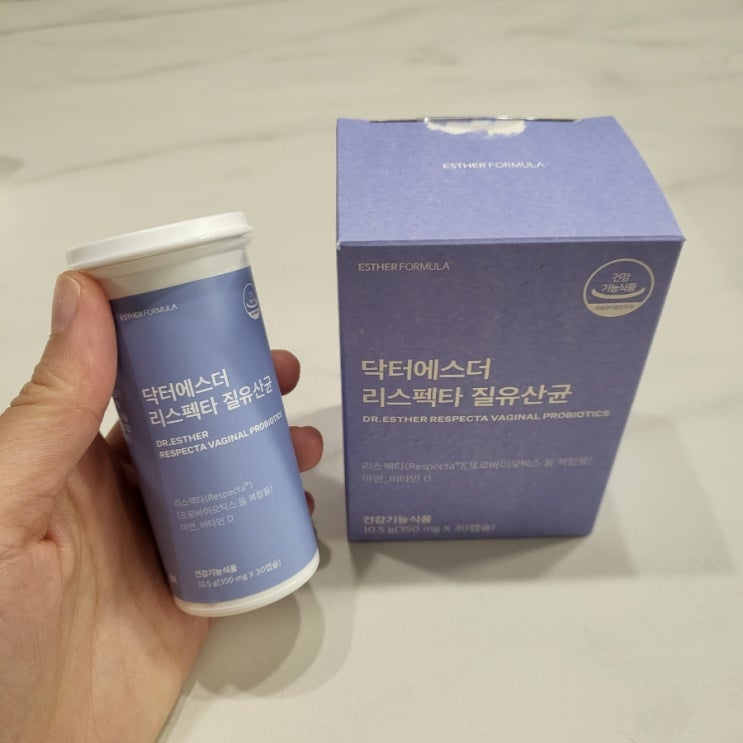 ESTHER FORMULA
닥터에스더
리스펙타 질유산균
DR.ESTHER
RESPECTA VAGINAL PROBIOTICS
리스펙타(Respecta®)
[프로바이오틱스 등 복합물]
아연, 비타민 D
건강기능식품
10.5 g(350 mg X 30캡슐)
ESTHER FORMULA
ESTHER FORMULA
건강
기능식품
닥터에스더
리스펙타 질유산균
DR.ESTHER RESPECTA VAGINAL PROBIOTICS
리스펙타(Respecta®)[프로바이오틱스 등 복합물]
아연, 비타민 D
건강기능식품
10.5 g(350 mg X 30캡슐)